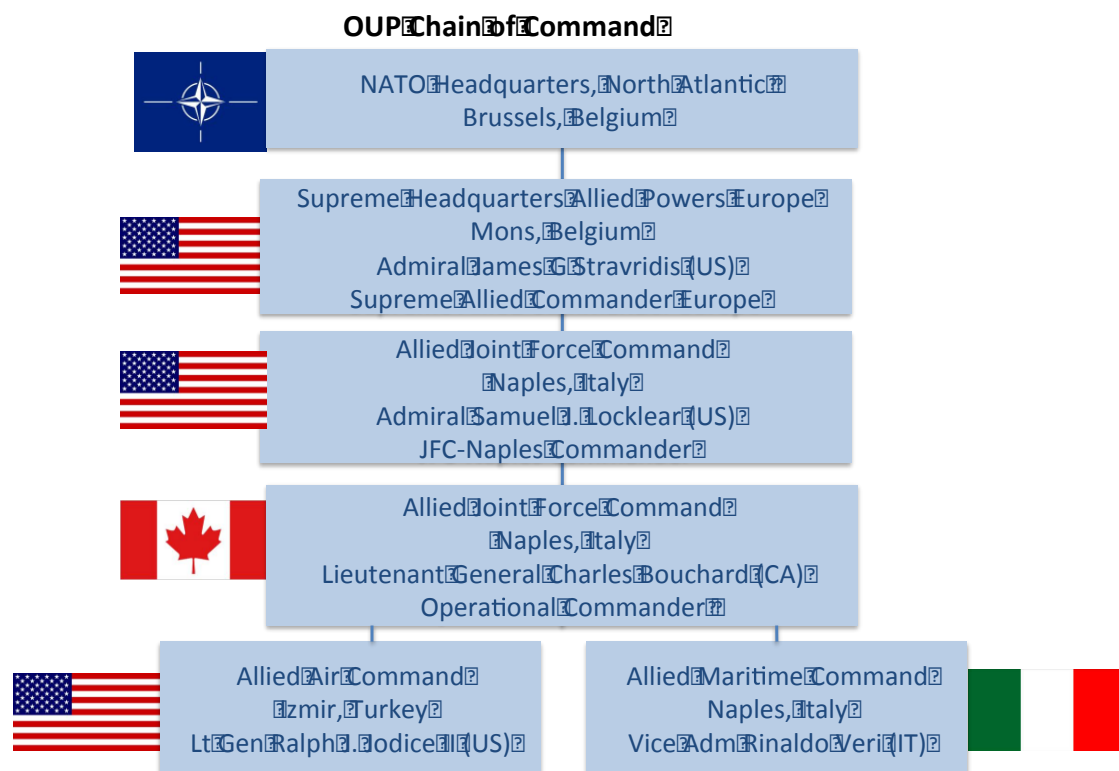 OUP Chain of Command
NATO Headquarters, North Atlantic
Brussels, Belgium
Supreme Headquarters Allied Powers Europe
Mons, Belgium
Admiral James G Stravridis (US)
Supreme Allied Commander Europe
Allied Joint Force Command
Naples, Italy
Admiral Samuel J. Locklear (US)
JFC-Naples Commander
Allied Joint Force Command
Naples, Italy
Lieutenant General Charles Bouchard (CA)
Operational Commander
Allied Air Command
Izmir, Turkey
Lt Gen Ralph J. Jodice II (US)
Allied Maritime Command
Naples, Italy
Vice Adm Rinaldo Veri (IT)